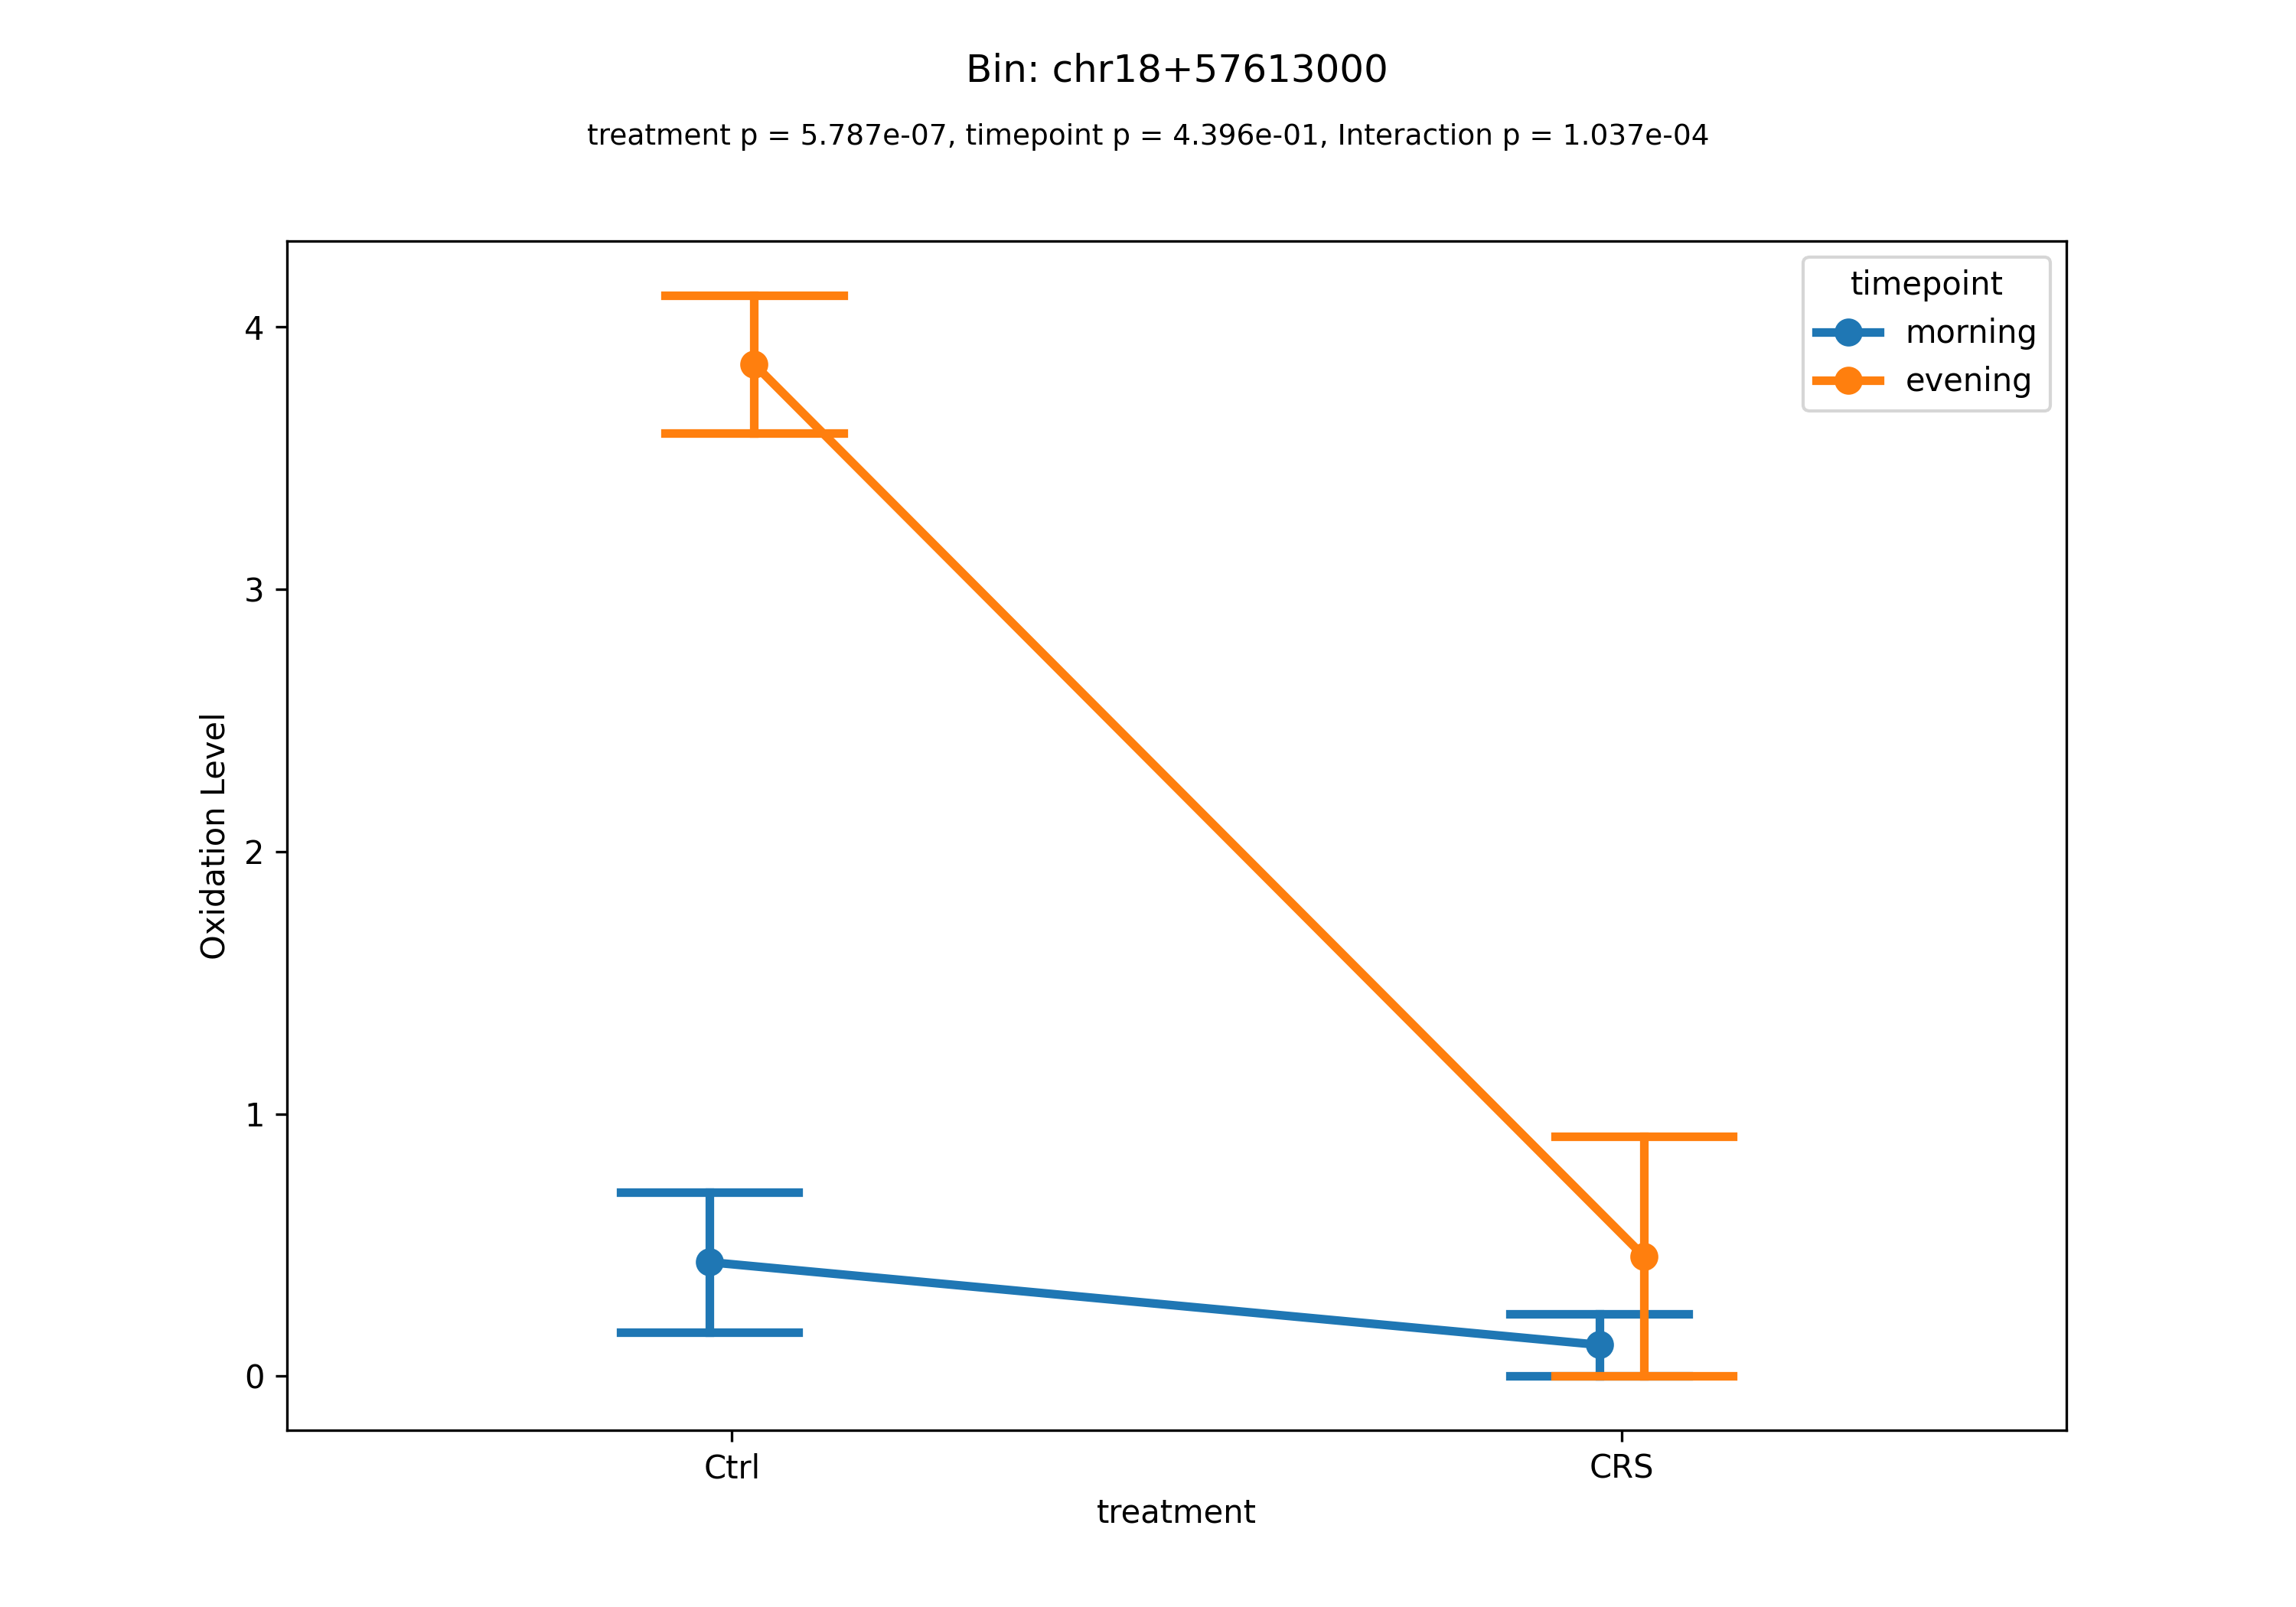 Bin: chr18+57613000
treatment p = 5.787e-07, timepoint p = 4.396e-01, Interaction p = 1.037e-04
timepoint
morning
evening
4
3
2
1
0
Oxidation Level
Ctrl
CRS
treatment